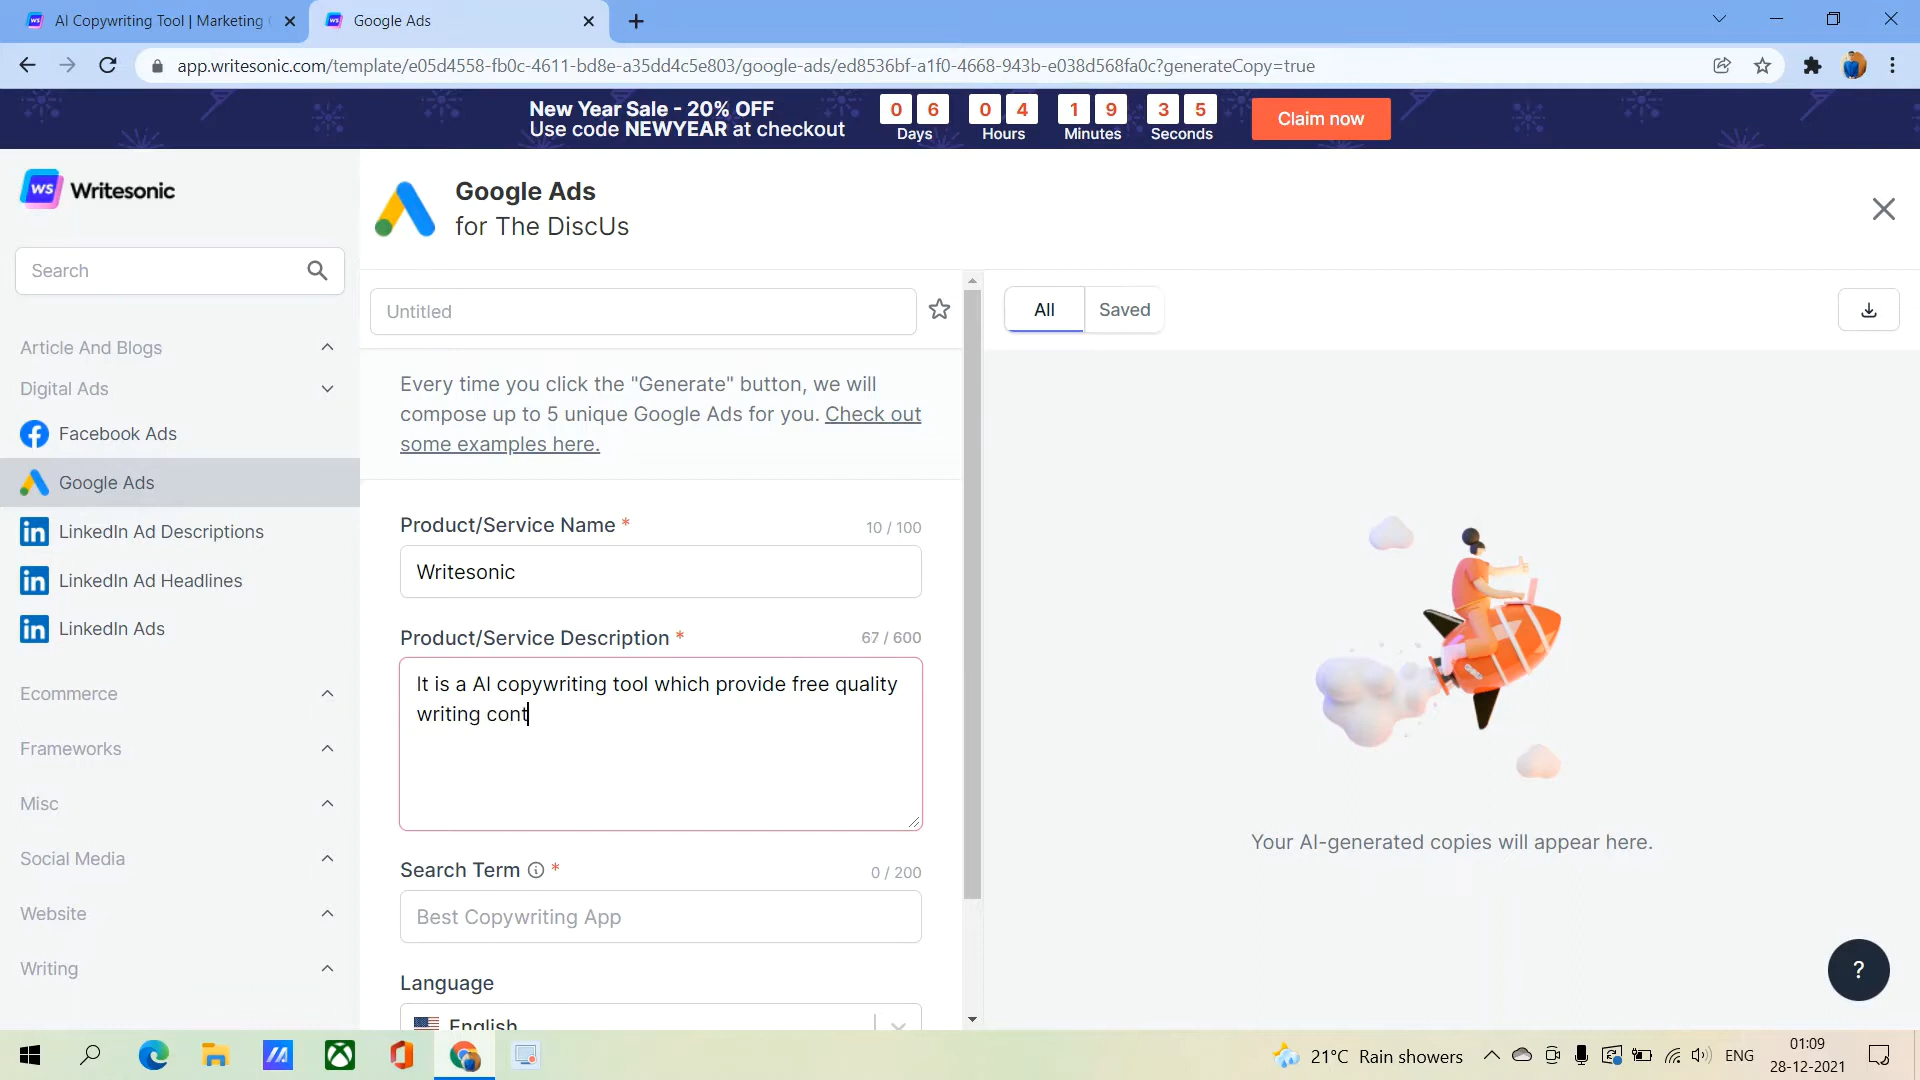 AI Copywriting Tool | Marketing
Google Ads
app.writesonic.com/template/e05d4558-fb0c-4611-bd8e-a35dd4c5e803/google-ads/ed8536bf-a1f0-4668-943b-e038d568fa0c?generateCopy=true
New Year Sale - 20% OFF
Use code NEWYEAR at checkout
0 6 0 4 1 9 3 5
Days Hours Minutes Seconds
Claim now
WS Writesonic
Google Ads
for The DiscUs
Search
Untitled
All
Saved
Article And Blogs
Digital Ads
Facebook Ads
Google Ads
LinkedIn Ad Descriptions
LinkedIn Ad Headlines
LinkedIn Ads
Ecommerce
Frameworks
Misc
Social Media
Website
Writing
Every time you click the "Generate" button, we will
compose up to 5 unique Google Ads for you. Check out
some examples here.
Product/Service Name * 10 / 100
Writesonic
Product/Service Description * 67 / 600
It is a AI copywriting tool which provide free quality
writing cont
Search Term * 0 / 200
Best Copywriting App
Language
English
Your AI-generated copies will appear here.
?
21°C Rain showers
ENG
01:09
28-12-2021